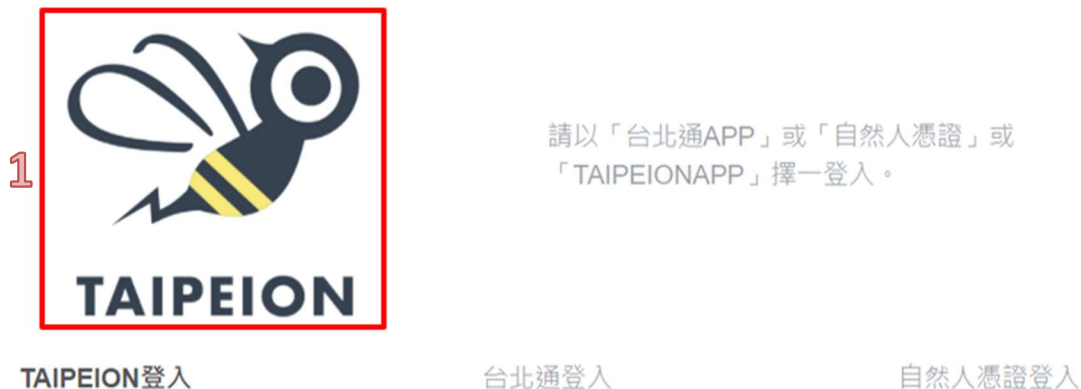 1
TAIPEION
請以「台北通APP」或「自然人憑證」或
「TAIPEIONAPP」擇一登入。
TAIPEION登入
台北通登入
自然人憑證登入